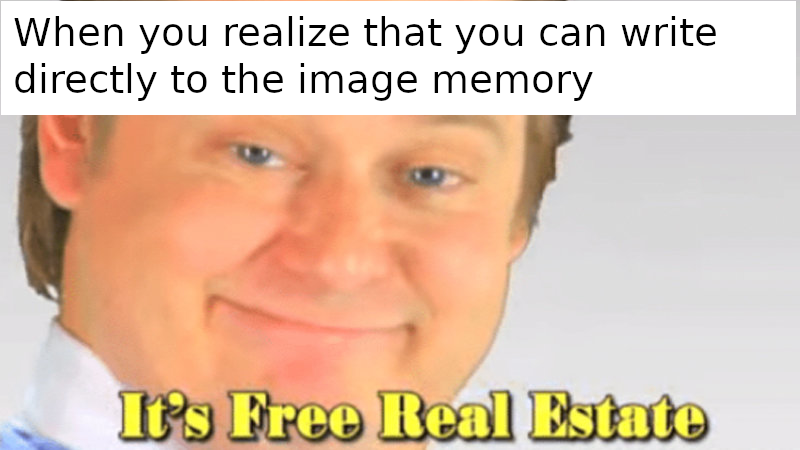 When you realize that you can write
directly to the image memory
It's Free Real Estate